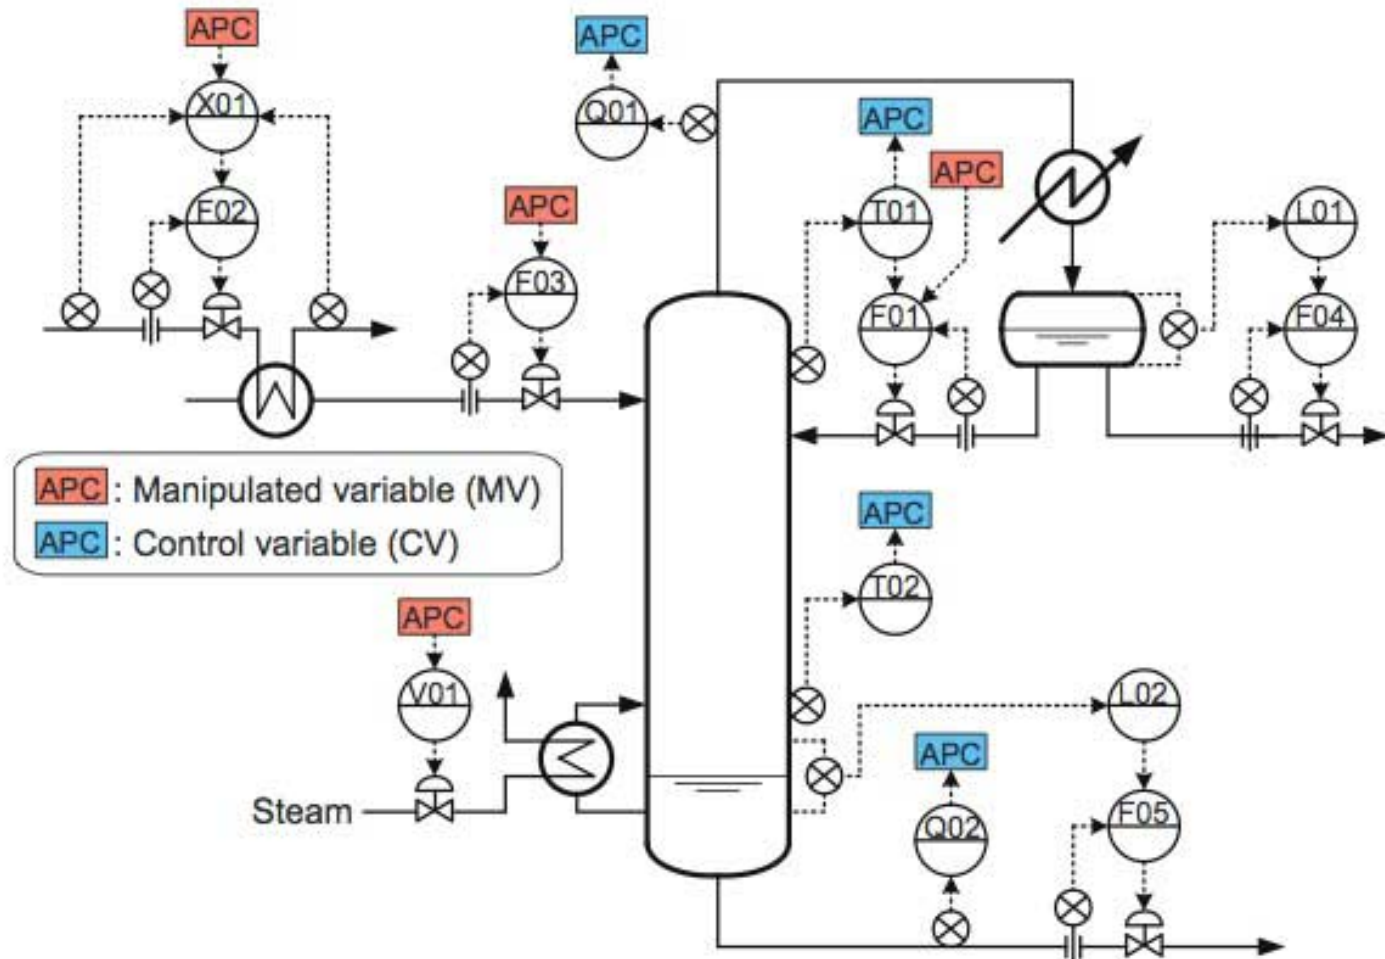 APC
APC
X01
Q01
APC
APC
T01
L01
F02
APC
F03
F01
F04
APC : Manipulated variable (MV)
APC : Control variable (CV)
APC
T02
APC
V01
L02
APC
Steam
Q02
F05